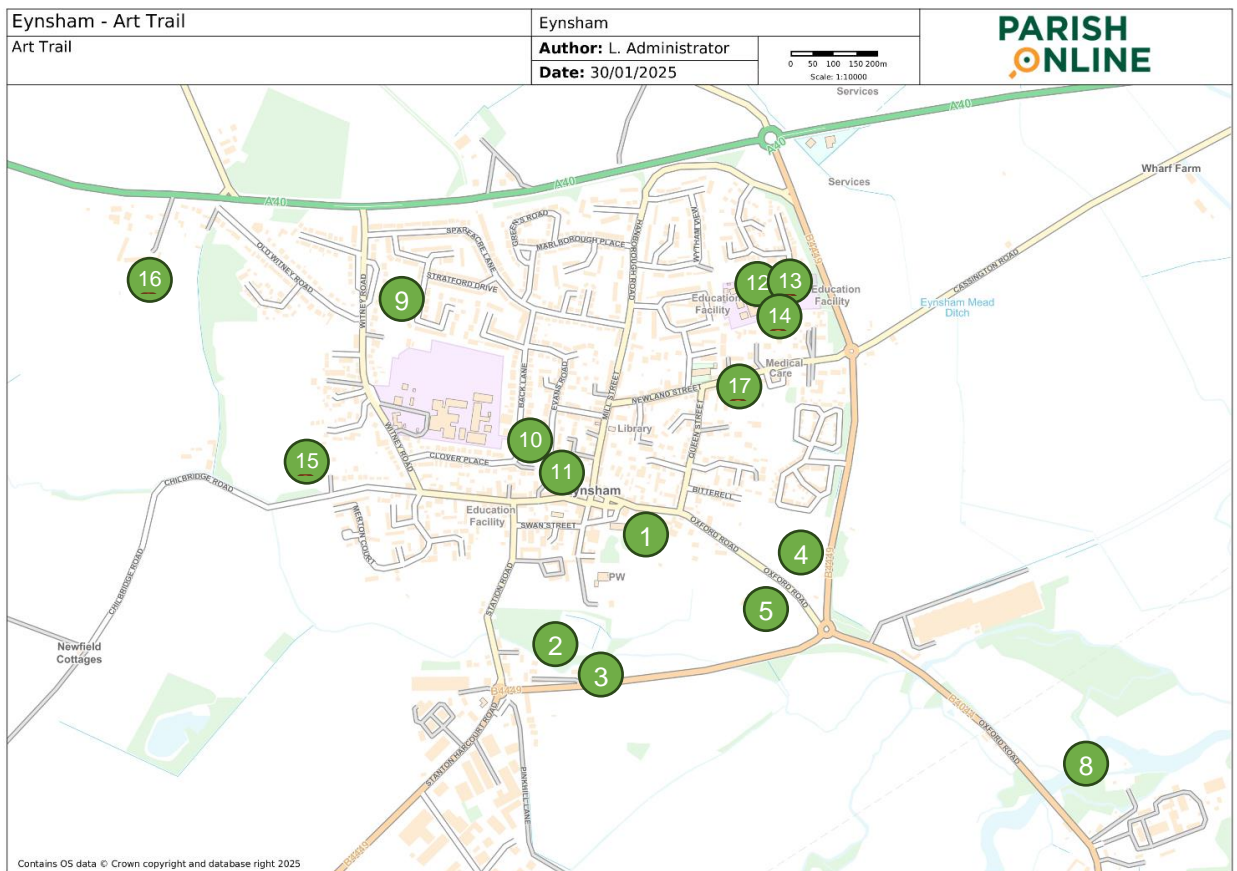 Eynsham - Art Trail
Art Trail
Eynsham
Author: L. Administrator
Date: 30/01/2025
0 50 100 150 200m
Scale: 1:10000
PARISH
ONLINE
Services
A40
A40
Services
Wharf Farm
A40
A40
GREEN'S ROAD
SPAREACRE LANE
MARLBOROUGH PLACE
HANBOROUGH ROAD
WYTHAM VIEW
B4449
OLD WITNEY ROAD
CASSINGTON ROAD
16
STRATFORD DRIVE
12
13
WITNEY ROAD
9
Education
Facility
Education
Facility
Eynsham Mead
Ditch
14
Medical
Care
BACK LANE
EVANS ROAD
MILL STREET
NEWLAND STREET
17
QUEEN STREET
Library
WITNEY ROAD
10
CLOVER PLACE
15
11
CHILBRIDGE ROAD
ynsham
BITTERELL
Education
Facility
SWAN STREET
MERTON COURT
1
OXFORD ROAD
4
B4449
CHILBRIDGE ROAD
STATION ROAD
PW
OXFORD ROAD
5
Newfield
Cottages
2
3
B4449
B4044
OXFORD ROAD
STANTON HARCOURT ROAD
PINKHILL LANE
8
B4449
Contains OS data © Crown copyright and database right 2025